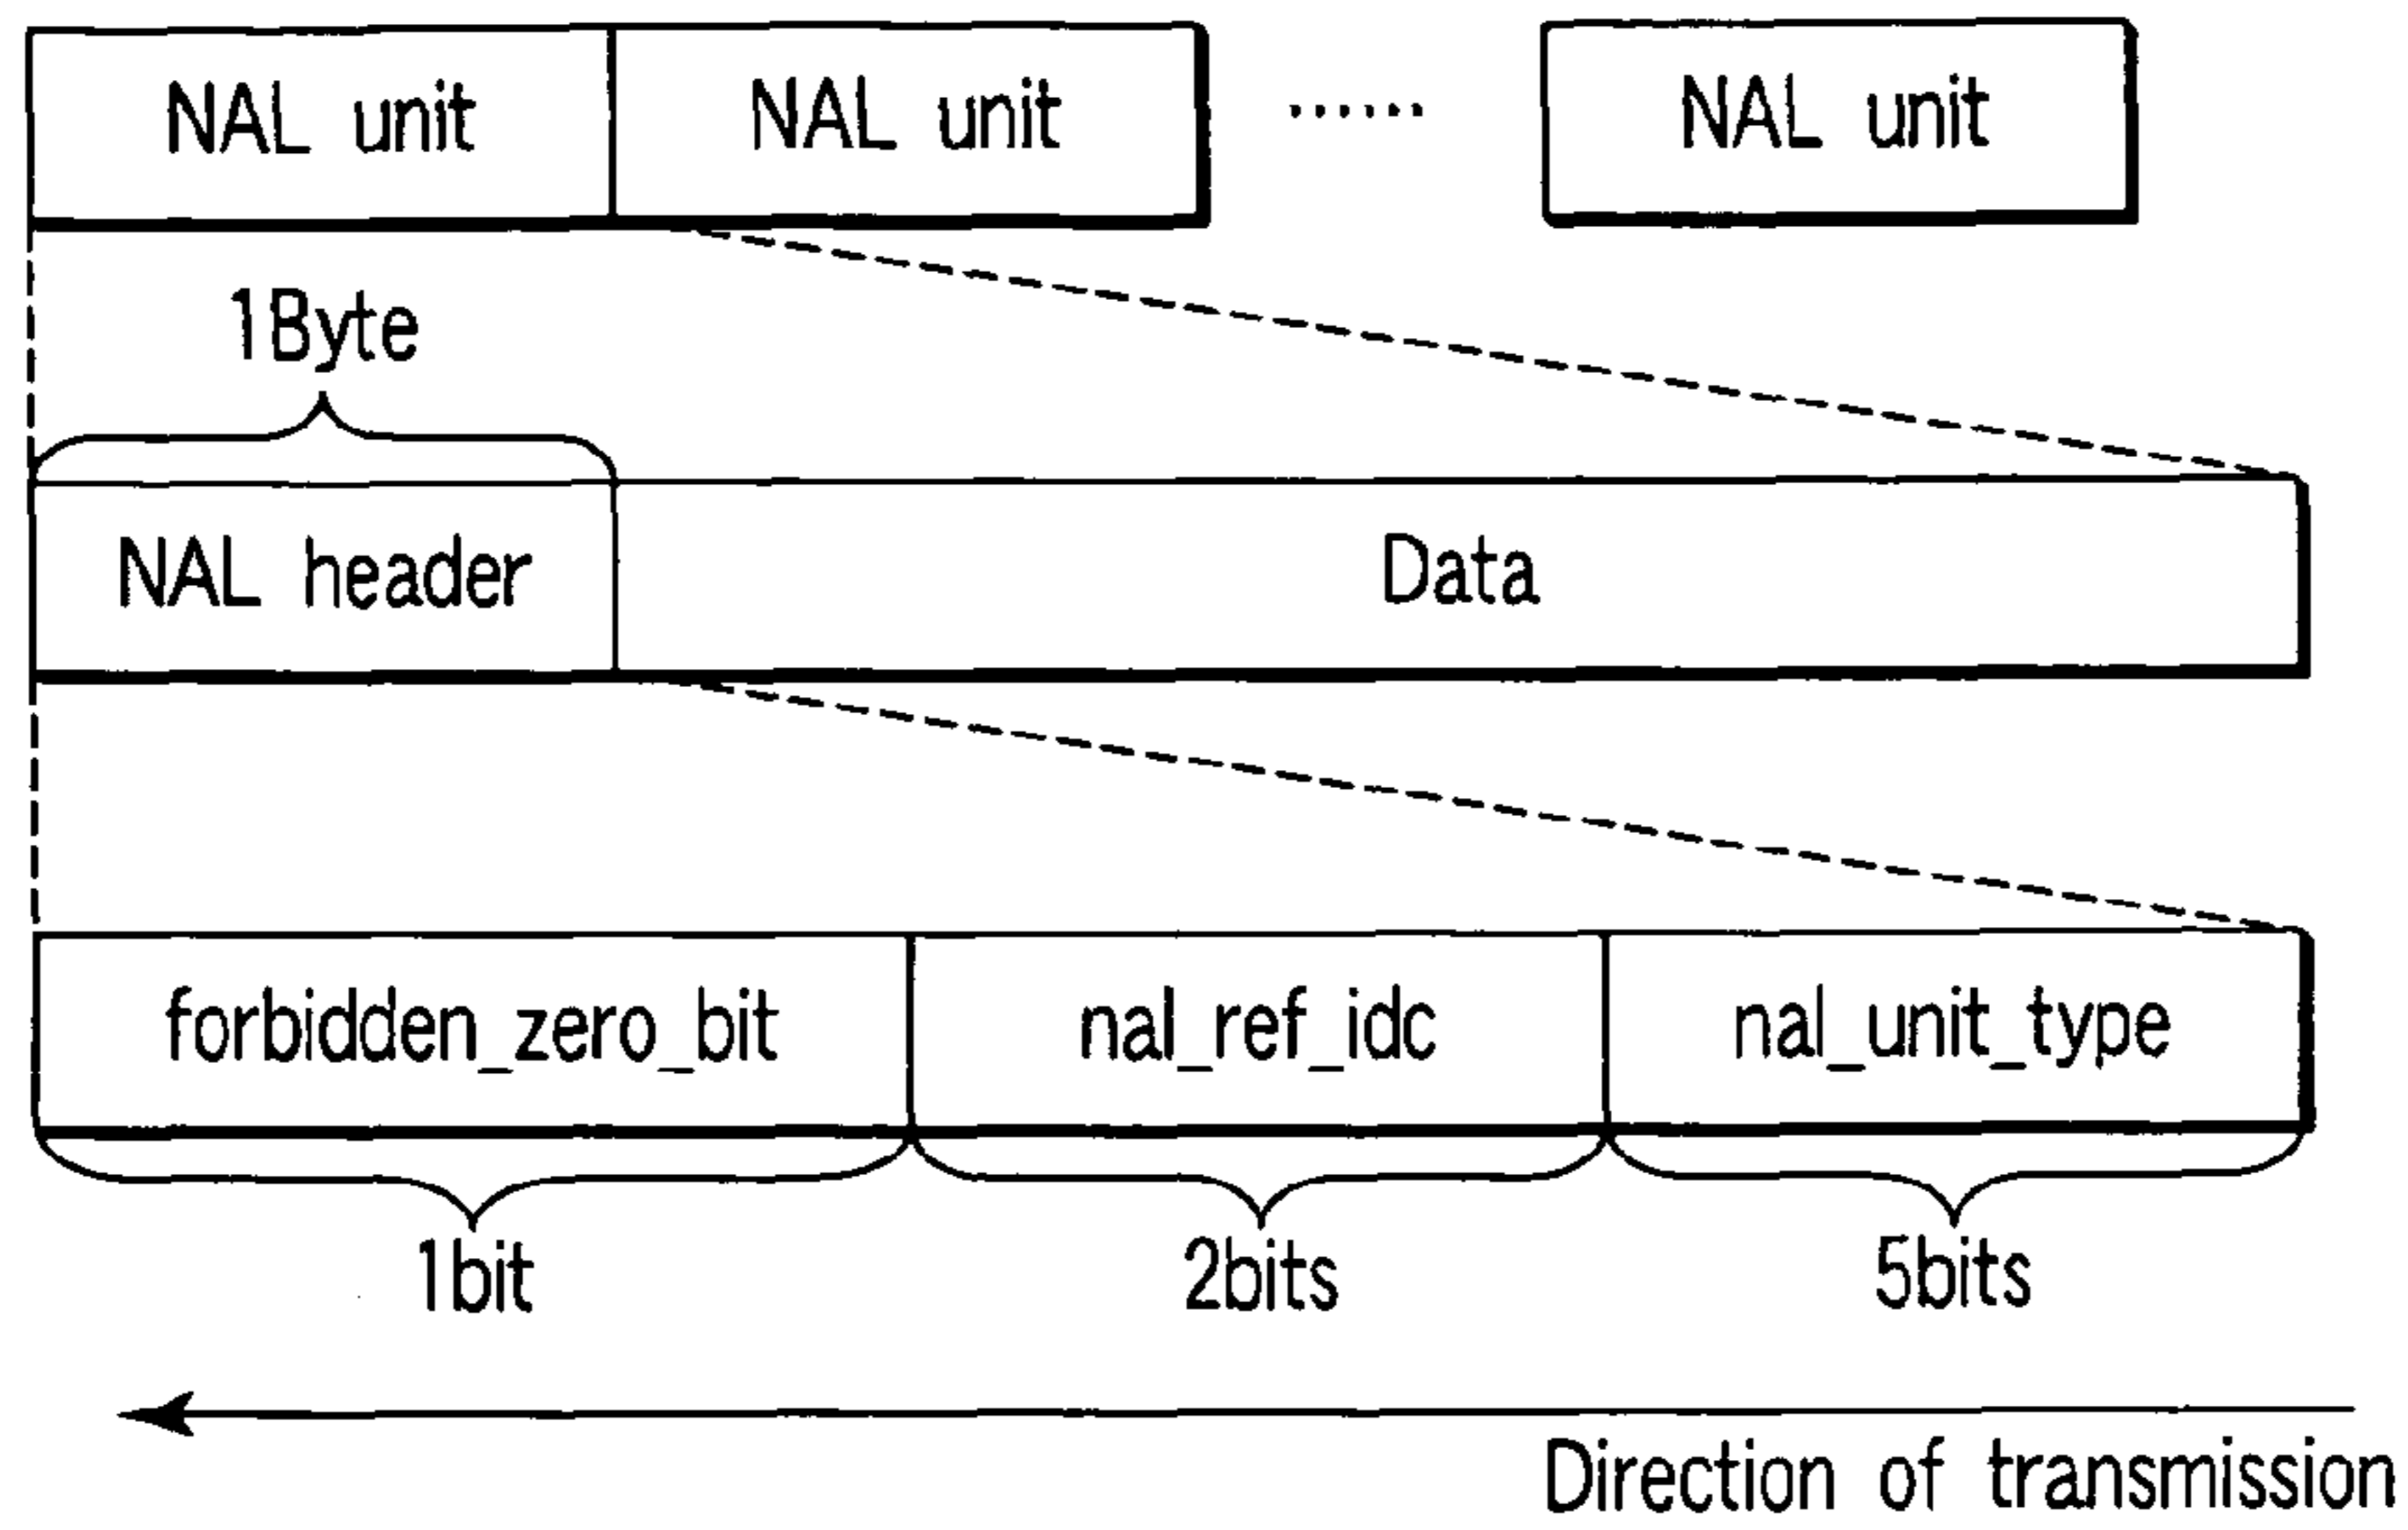 NAL unit NAL unit ...... NAL unit
1Byte
NAL header Data
forbidden_zero_bit nal_ref_idc nal_unit_type
1bit 2bits 5bits
Direction of transmission